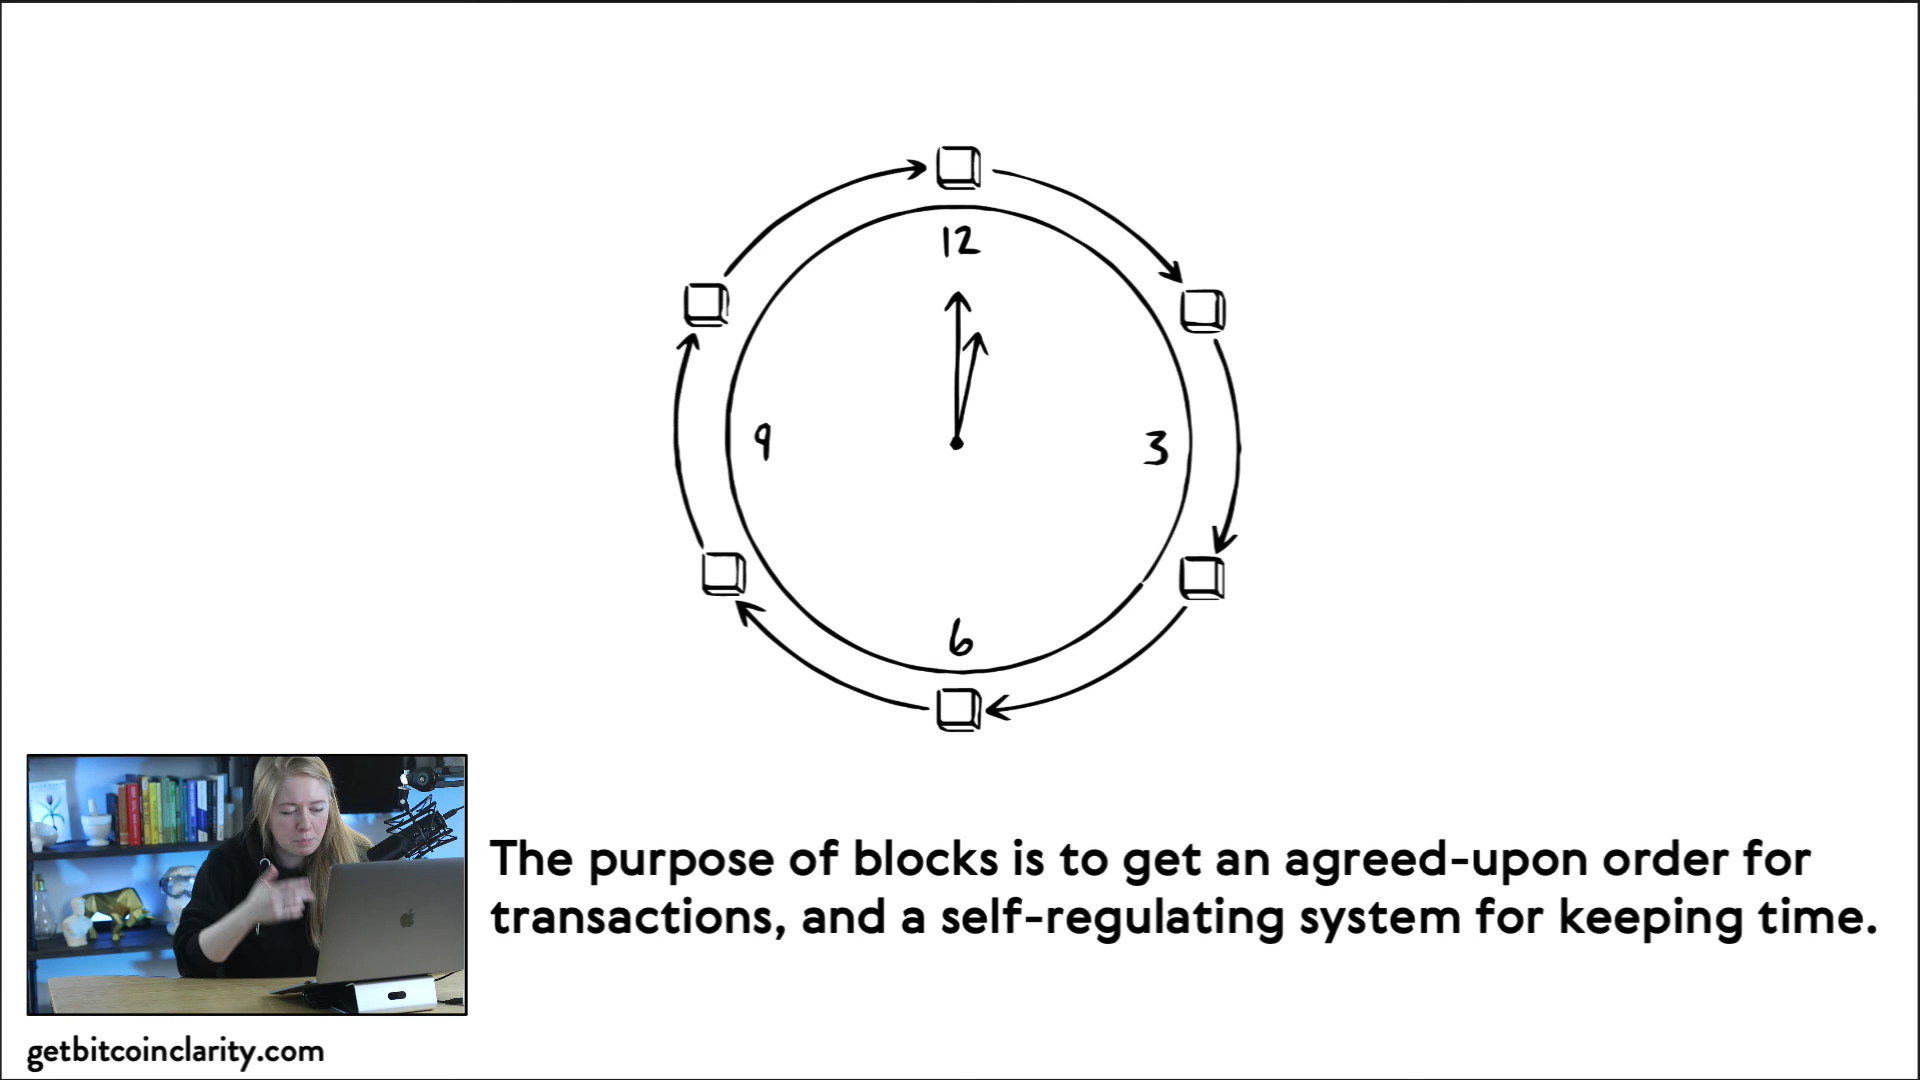 12
9
3
6
The purpose of blocks is to get an agreed-upon order for
transactions, and a self-regulating system for keeping time.
getbitcoinclarity.com